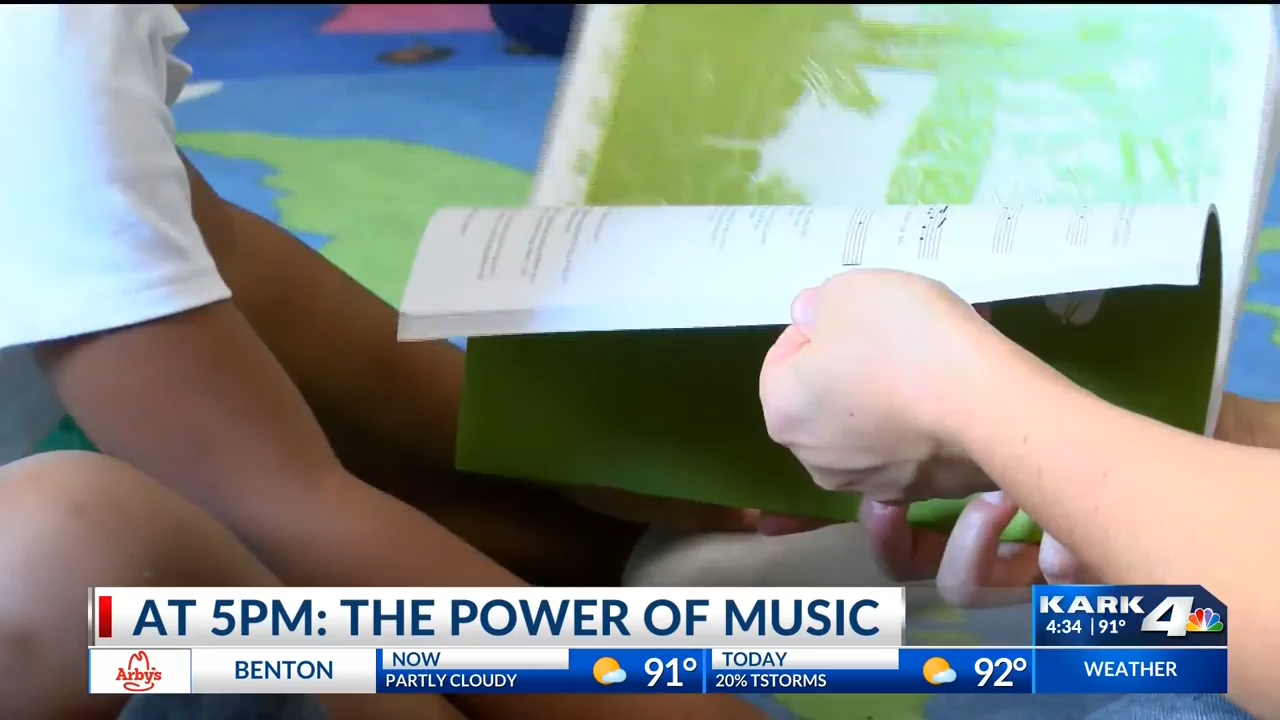 AT 5PM: THE POWER OF MUSIC
KARK 4
4:34 | 91°
Arby's
BENTON
NOW
PARTLY CLOUDY
91°
TODAY
20% TSTORMS
92°
WEATHER